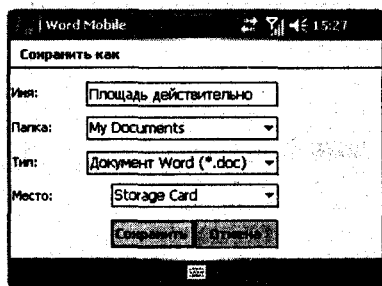 Word Mobile 15:27
Сохранить как
Имя: Площадь действительно
Папка: My Documents
Тип: Документ Word (*.doc)
Место: Storage Card
Сохранить Отмена